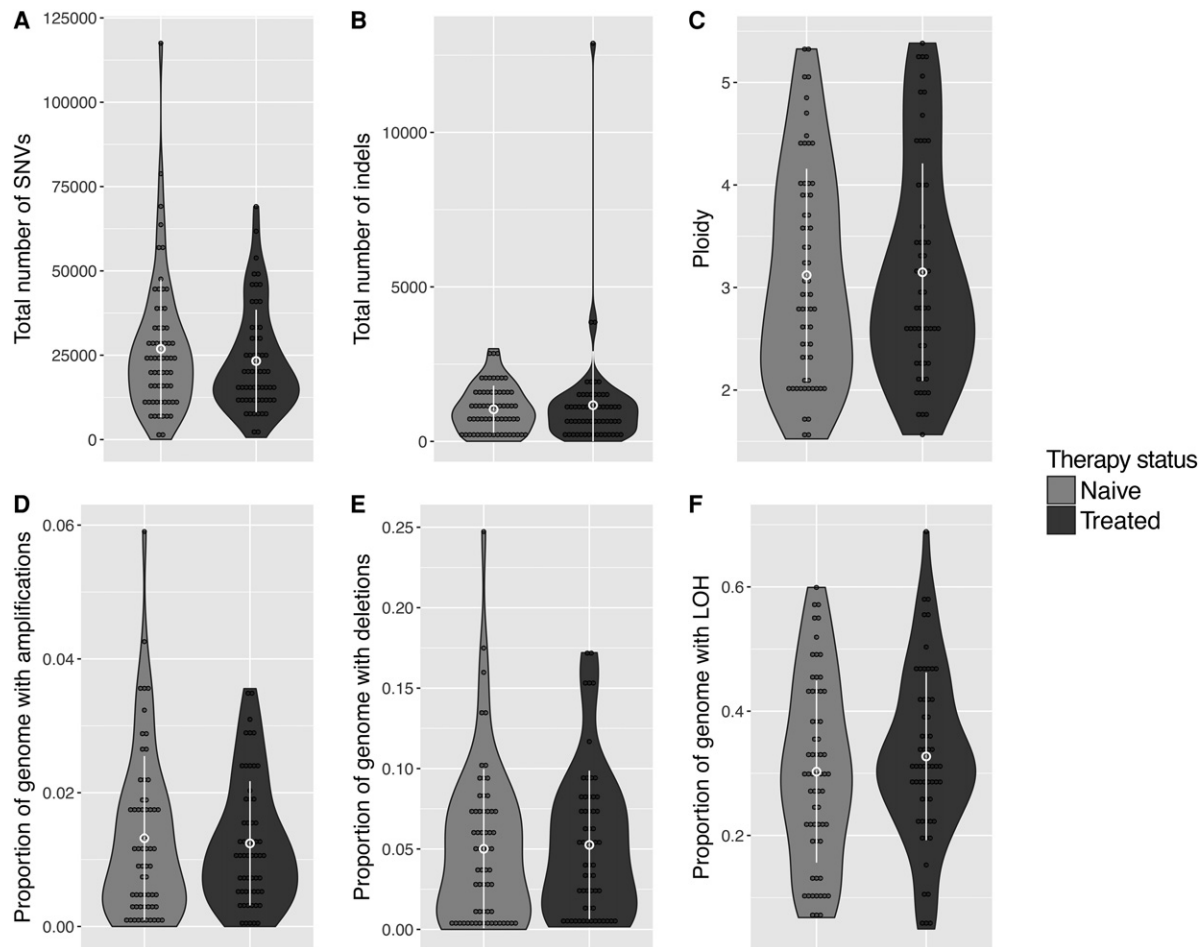 A
Total number of SNVs
125000
100000
75000
50000
25000
0
B
Total number of indels
10000
5000
0
C
Ploidy
5
4
3
2
D
Proportion of genome with amplifications
0.06
0.04
0.02
0.00
E
Proportion of genome with deletions
0.25
0.20
0.15
0.10
0.05
0.00
F
Proportion of genome with LOH
0.6
0.4
0.2
Therapy status
Naive
Treated